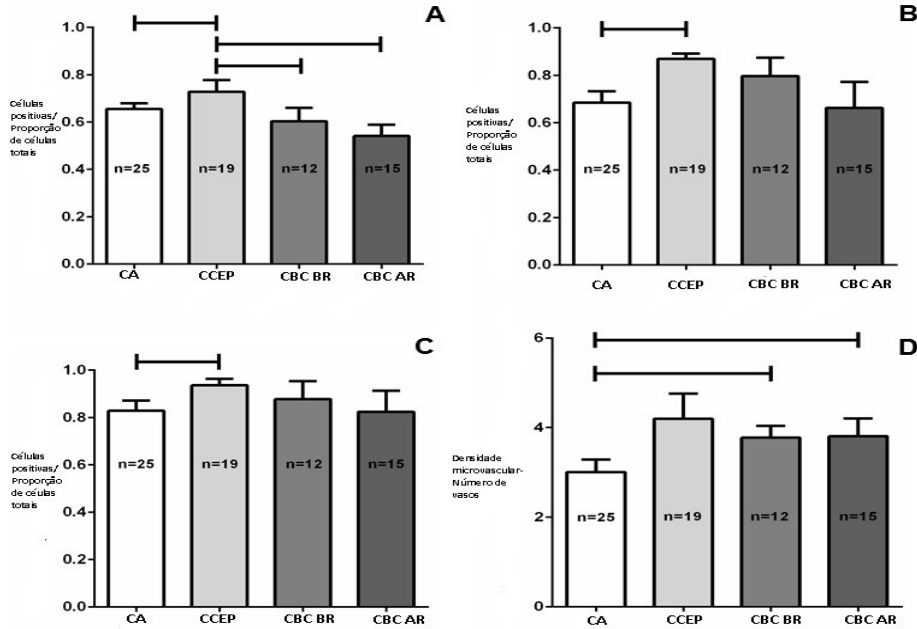 A
1.0
0.8
0.6
0.4
0.2
0.0
Células
positivas/
Proporção
de células
totais
n=25
n=19
n=12
n=15
CA
CCEP
CBC BR
CBC AR
B
1.0
0.8
0.6
0.4
0.2
0.0
Células
positivas/
Proporção
de células
totais
n=25
n=19
n=12
n=15
CA
CCEP
CBC BR
CBC AR
C
1.0
0.8
0.6
0.4
0.2
0.0
Células
positivas/
Proporção
de células
totais
n=25
n=19
n=12
n=15
CA
CCEP
CBC BR
CBC AR
D
6
4
2
0
Densidade
microvascular-
Número de
vasos
n=25
n=19
n=12
n=15
CA
CCEP
CBC BR
CBC AR